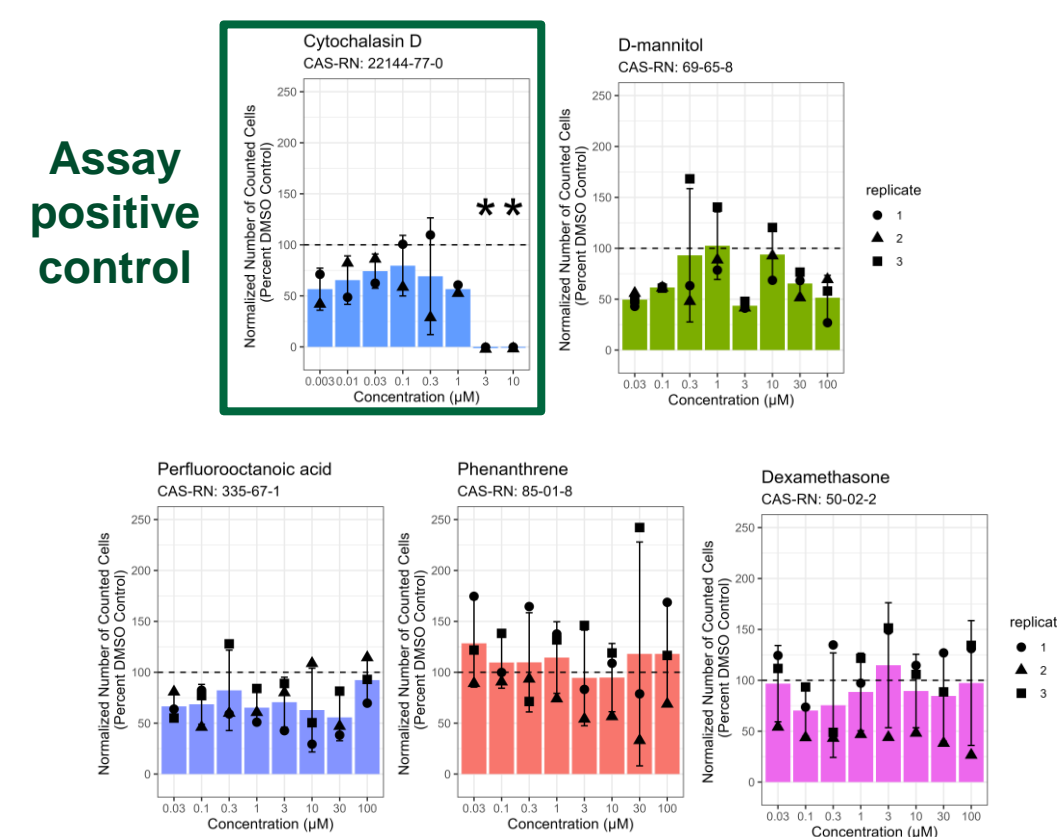 Assay
positive
control
Cytochalasin D
CAS-RN: 22144-77-0
Normalized Number of Counted Cells
(Percent DMSO Control)
250
200
150
100
50
0
* *
0.003 0.01 0.03 0.1 0.3 1 3 10
Concentration (µM)
D-mannitol
CAS-RN: 69-65-8
Normalized Number of Counted Cells
(Percent DMSO Control)
250
200
150
100
50
0
0.03 0.1 0.3 1 3 10 30 100
Concentration (µM)
replicate
1
2
3
Perfluorooctanoic acid
CAS-RN: 335-67-1
Normalized Number of Counted Cells
(Percent DMSO Control)
250
200
150
100
50
0
0.03 0.1 0.3 1 3 10 30 100
Concentration (µM)
Phenanthrene
CAS-RN: 85-01-8
Normalized Number of Counted Cells
(Percent DMSO Control)
250
200
150
100
50
0
0.03 0.1 0.3 1 3 10 30 100
Concentration (µM)
Dexamethasone
CAS-RN: 50-02-2
Normalized Number of Counted Cells
(Percent DMSO Control)
250
200
150
100
50
0
0.03 0.1 0.3 1 3 10 30 100
Concentration (µM)
replicat
1
2
3